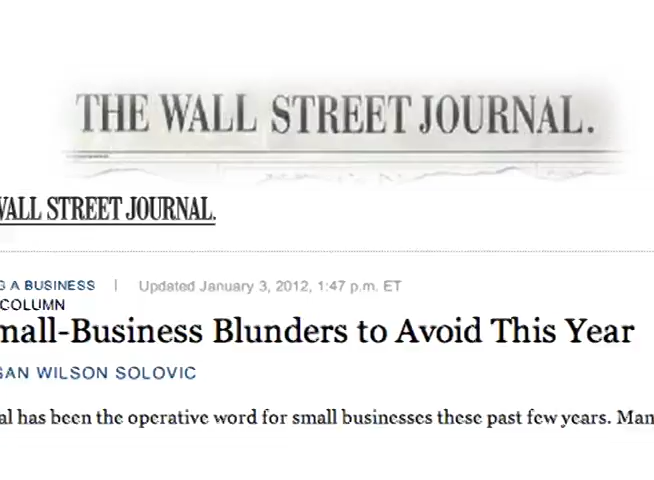 THE WALL STREET JOURNAL.
WALL STREET JOURNAL.
G A BUSINESS | Updated January 3, 2012, 1:47 p.m. ET
COLUMN
mall-Business Blunders to Avoid This Year
SAN WILSON SOLOVIC
al has been the operative word for small businesses these past few years. Man